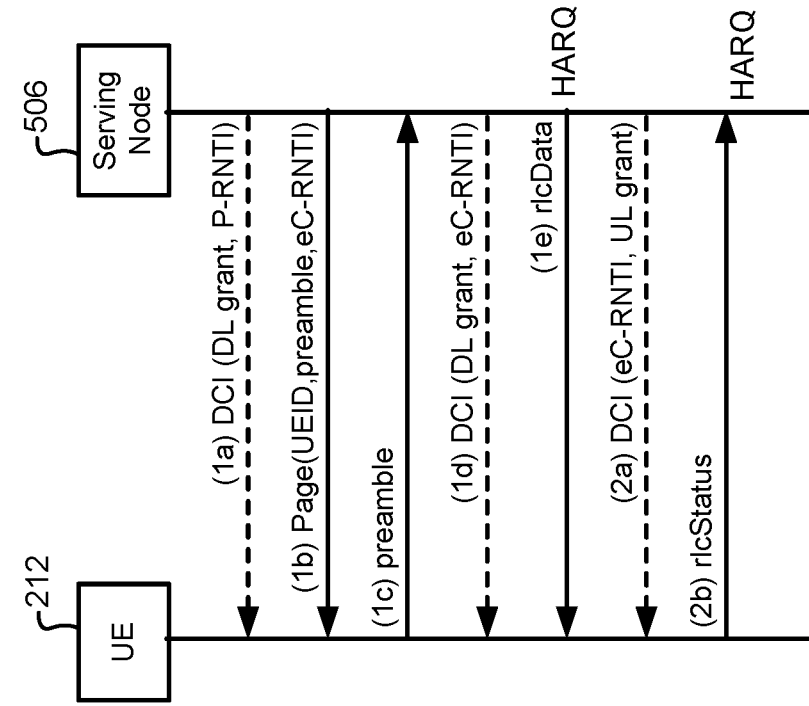 212
506
UE
Serving
Node
(1a) DCI (DL grant, P-RNTI)
(1b) Page(UEID,preamble,eC-RNTI)
(1c) preamble
(1d) DCI (DL grant, eC-RNTI)
(1e) rlcData
HARQ
(2a) DCI (eC-RNTI, UL grant)
(2b) rlcStatus
HARQ